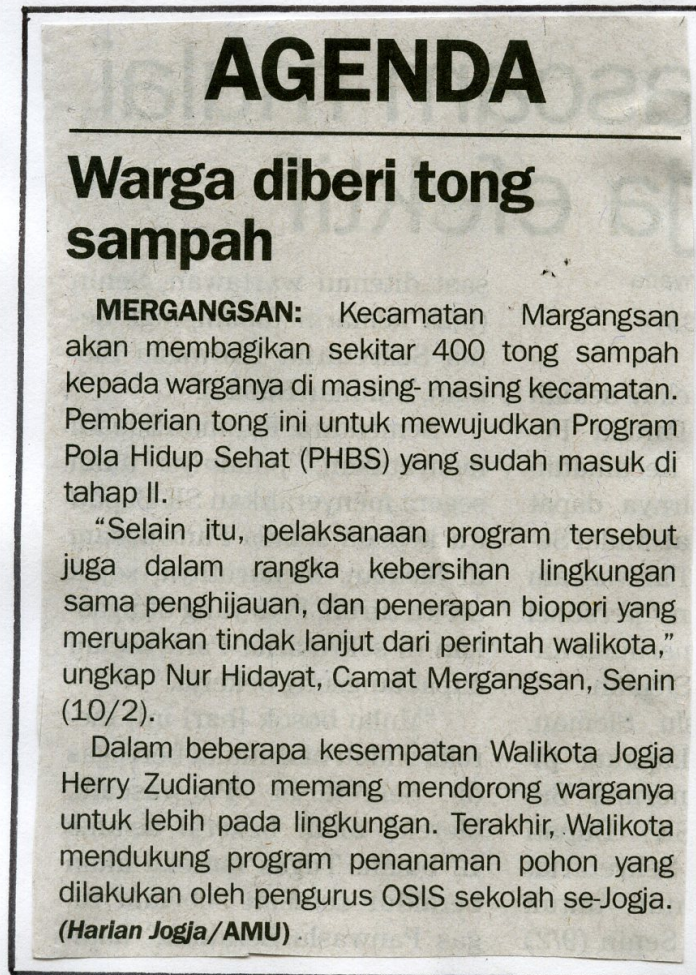 AGENDA
Warga diberi tong
sampah
MERGANGSAN: Kecamatan Margangsan
akan membagikan sekitar 400 tong sampah
kepada warganya di masing- masing kecamatan.
Pemberian tong ini untuk mewujudkan Program
Pola Hidup Sehat (PHBS) yang sudah masuk di
tahap II.
“Selain itu, pelaksanaan program tersebut
juga dalam rangka kebersihan lingkungan
sama penghijauan, dan penerapan biopori yang
merupakan tindak lanjut dari perintah walikota,”
ungkap Nur Hidayat, Camat Mergangsan, Senin
(10/2).
Dalam beberapa kesempatan Walikota Jogja
Herry Zudianto memang mendorong warganya
untuk lebih pada lingkungan. Terakhir, Walikota
mendukung program penanaman pohon yang
dilakukan oleh pengurus OSIS sekolah se-Jogja.
(Harian Jogja/AMU).